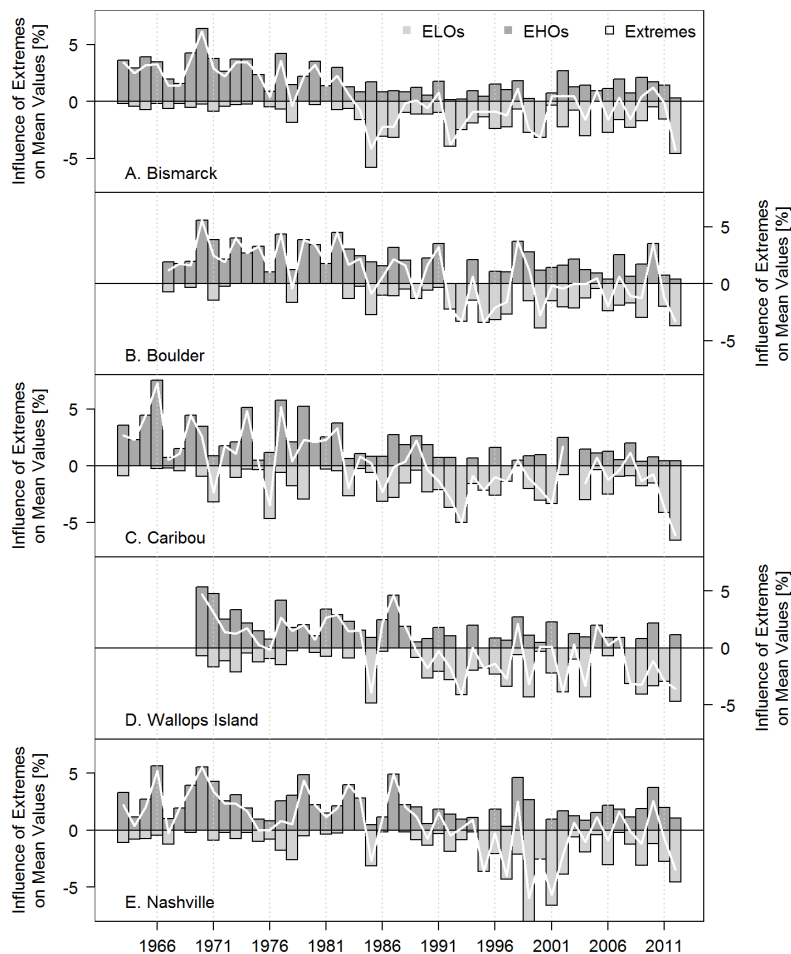 ELOs EHOs Extremes
Influence of Extremes
on Mean Values [%]
5
0
-5
A. Bismarck
Influence of Extremes
on Mean Values [%]
5
0
-5
B. Boulder
Influence of Extremes
on Mean Values [%]
5
0
-5
C. Caribou
Influence of Extremes
on Mean Values [%]
5
0
-5
D. Wallops Island
Influence of Extremes
on Mean Values [%]
5
0
-5
E. Nashville
1966 1971 1976 1981 1986 1991 1996 2001 2006 2011